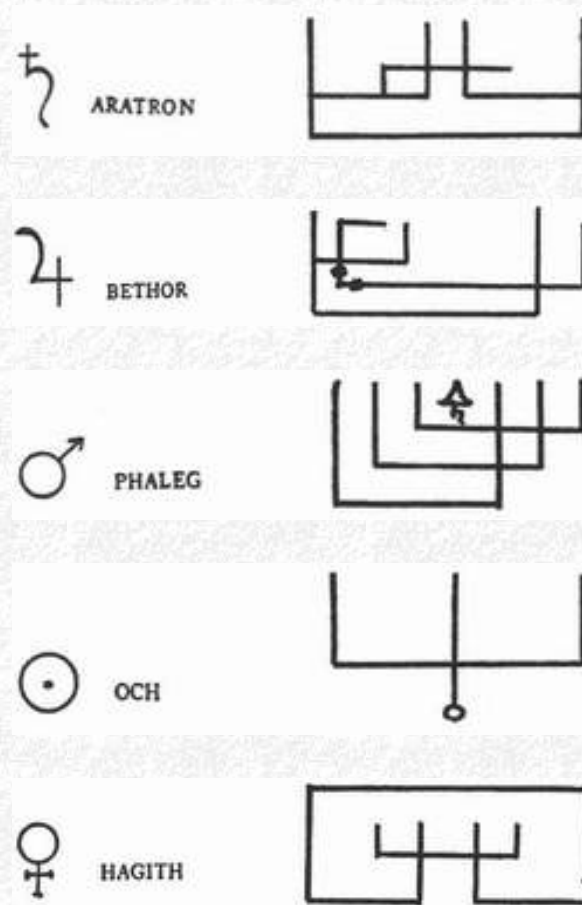 ♄ ARATRON
♃ BETHOR
♂ PHALEG
☉ OCH
♀ HAGITH